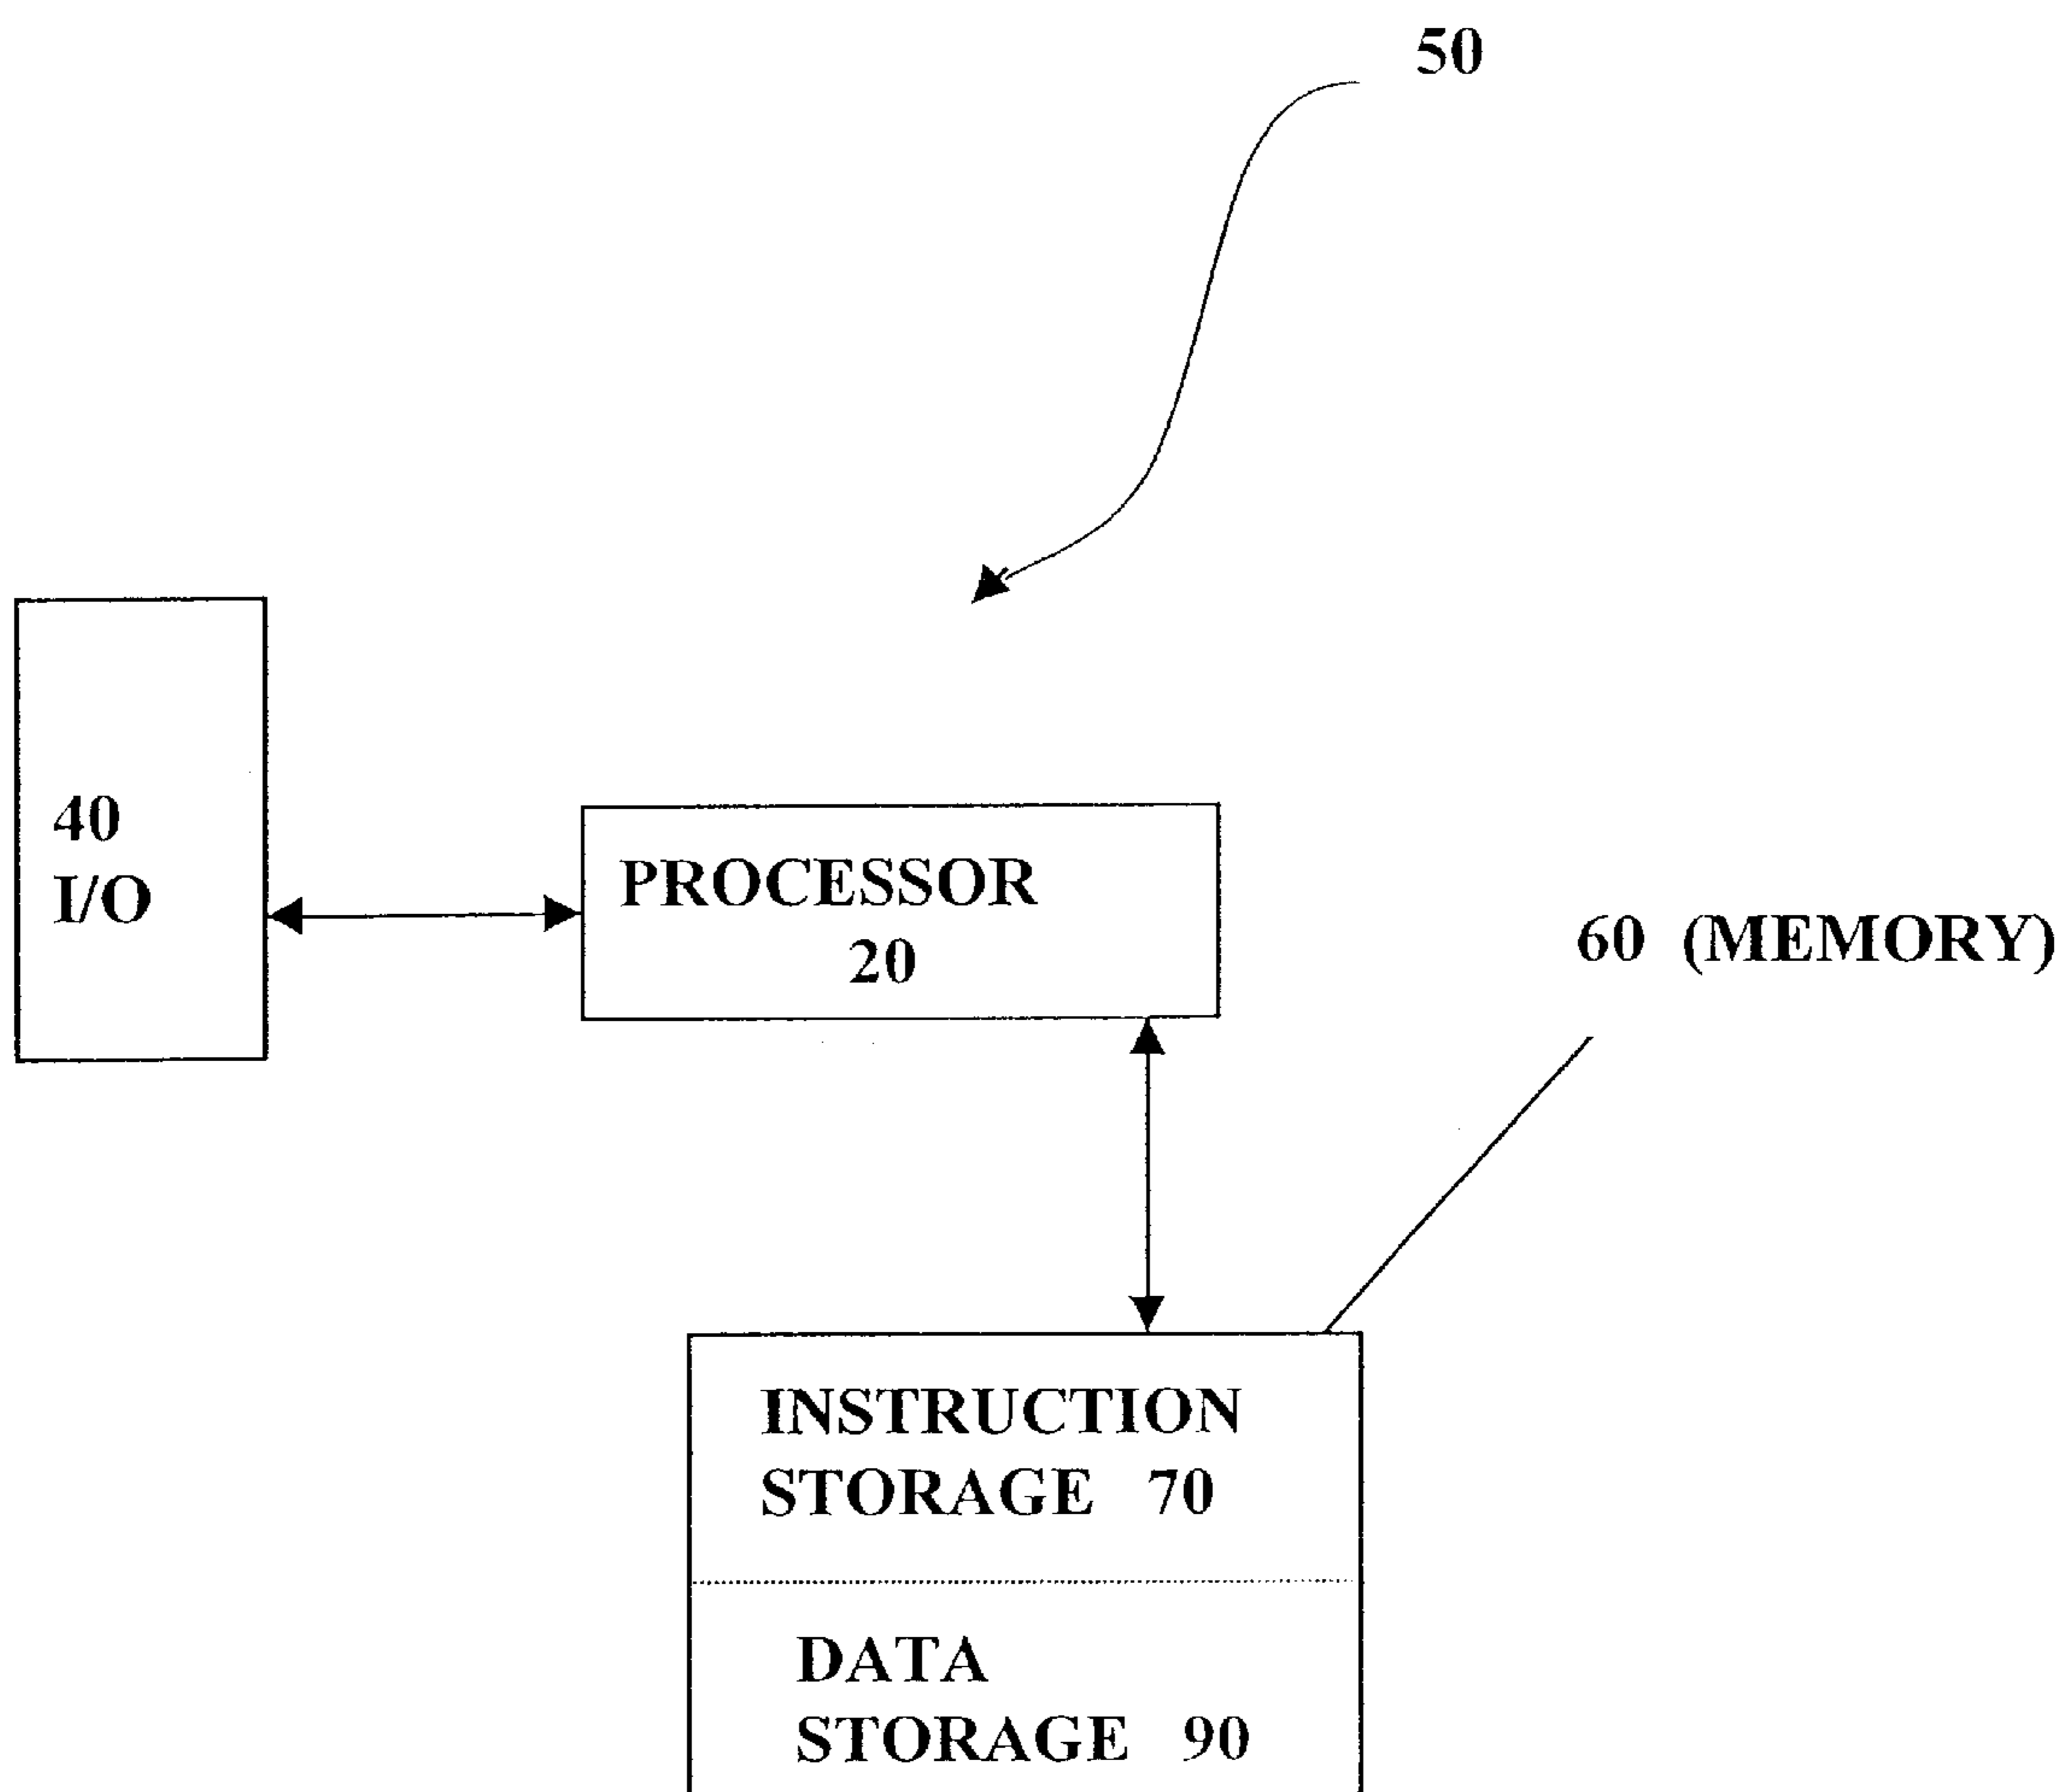 50
40
I/O
PROCESSOR
20
60 (MEMORY)
INSTRUCTION
STORAGE 70
DATA
STORAGE 90